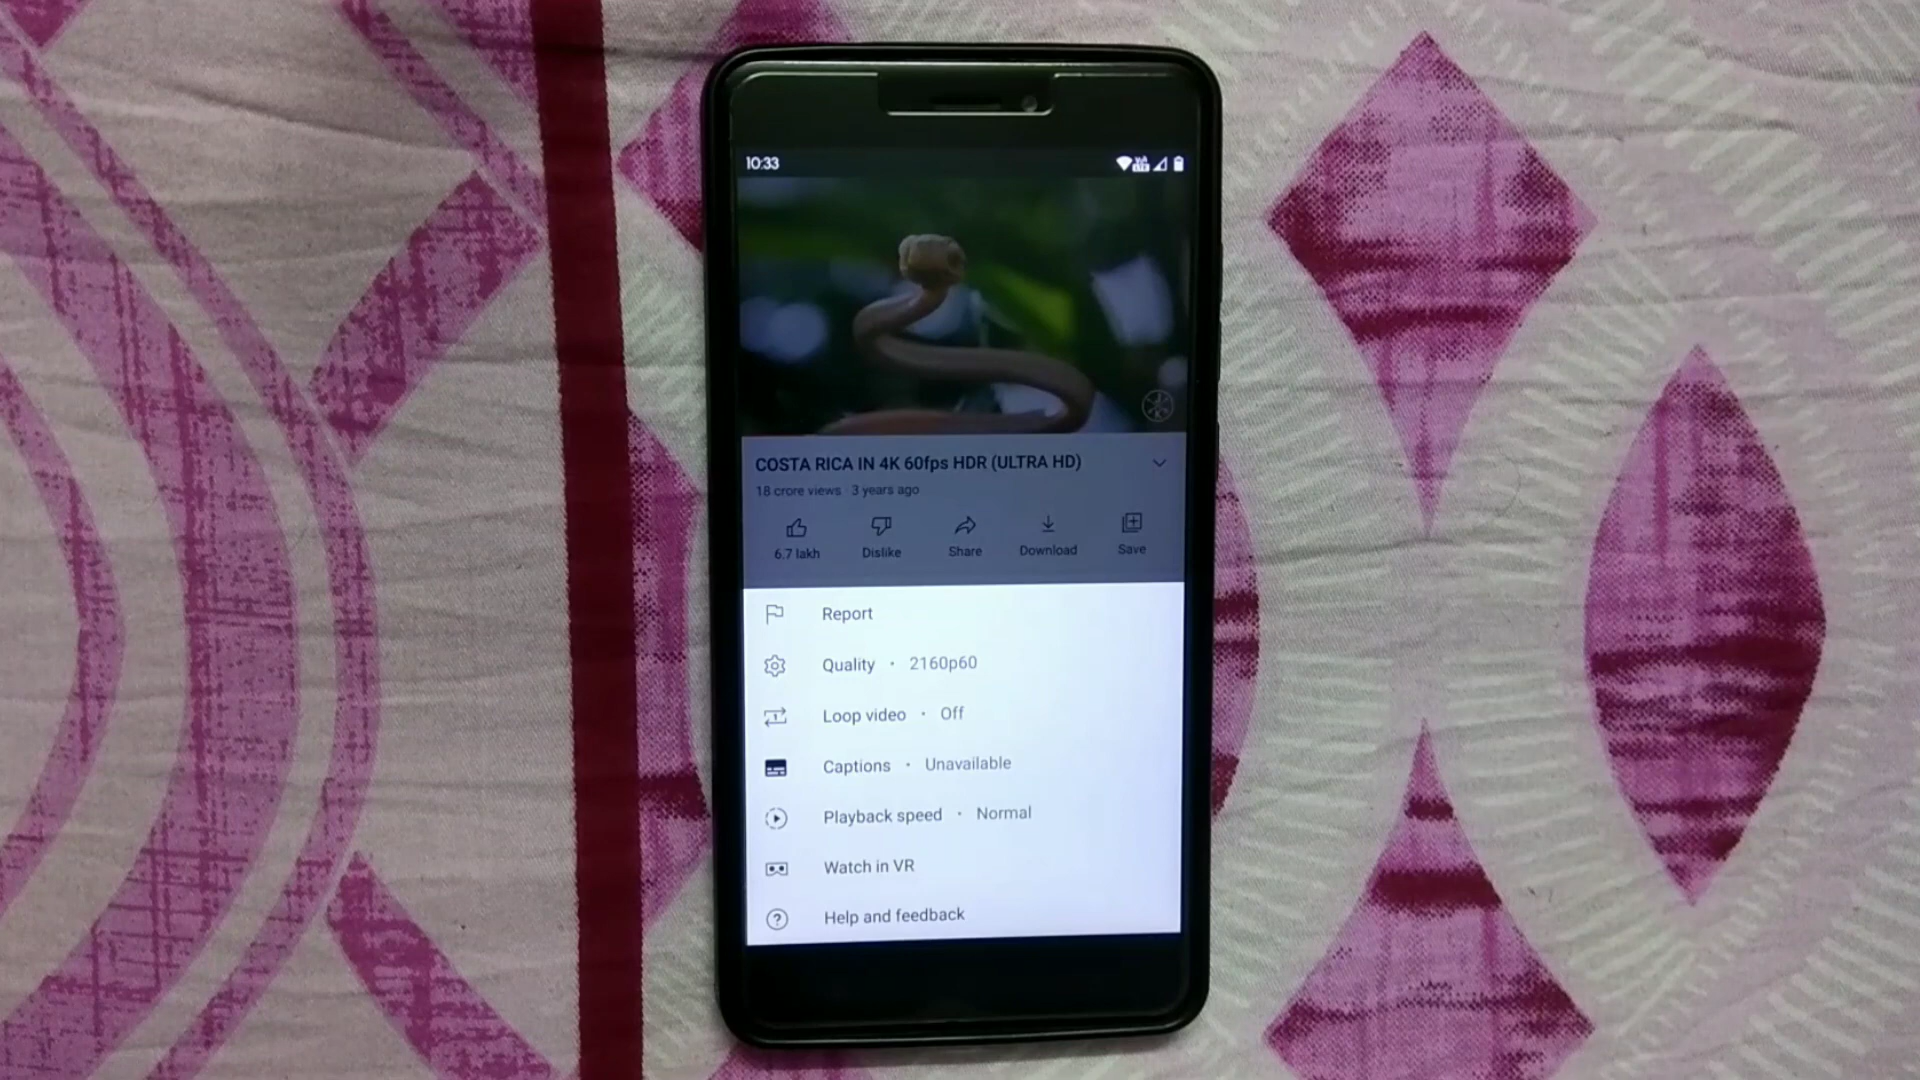 10:33
COSTA RICA IN 4K 60fps HDR (ULTRA HD)
18 crore views · 3 years ago
6.7 lakh Dislike Share Download Save
Report
Quality · 2160p60
Loop video · Off
Captions · Unavailable
Playback speed · Normal
Watch in VR
Help and feedback